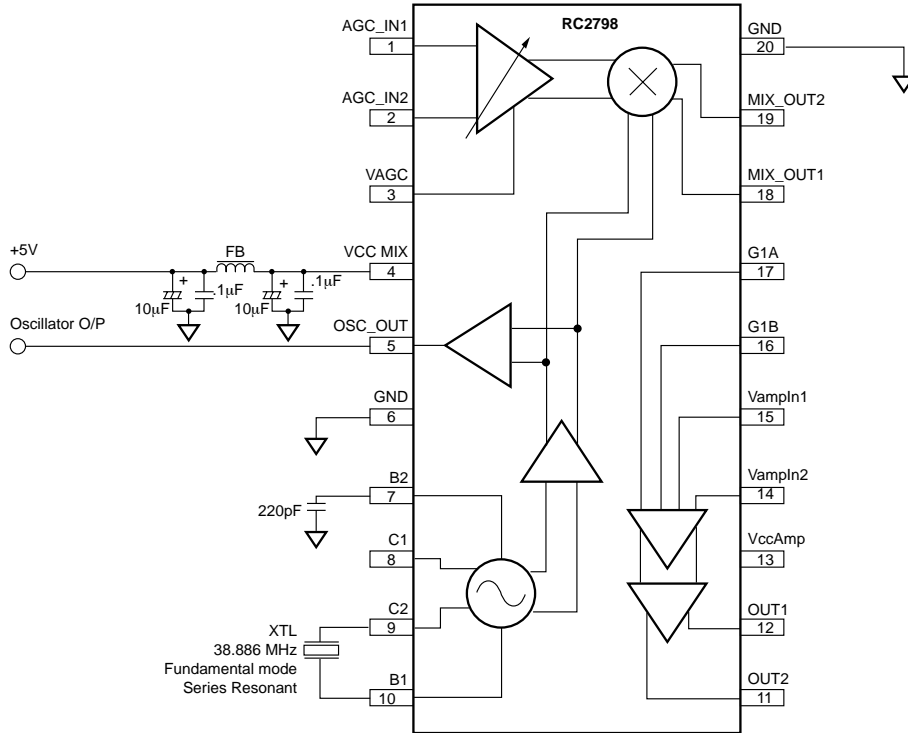 RC2798
AGC_IN1
1
AGC_IN2
2
VAGC
3
+5V
FB
VCC MIX
4
+
.1µF
10µF
+
.1µF
10µF
Oscillator O/P
OSC_OUT
5
GND
6
B2
7
220pF
C1
8
C2
9
XTL
38.886 MHz
Fundamental mode
Series Resonant
B1
10
GND
20
MIX_OUT2
19
MIX_OUT1
18
G1A
17
G1B
16
VampIn1
15
VampIn2
14
VccAmp
13
OUT1
12
OUT2
11